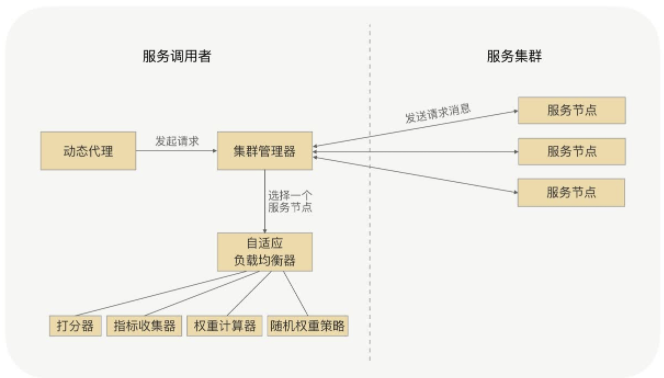 服务调用者
服务集群
发送请求消息
服务节点
动态代理
发起请求
集群管理器
服务节点
服务节点
选择一个
服务节点
自适应
负载均衡器
打分器
指标收集器
权重计算器
随机权重策略